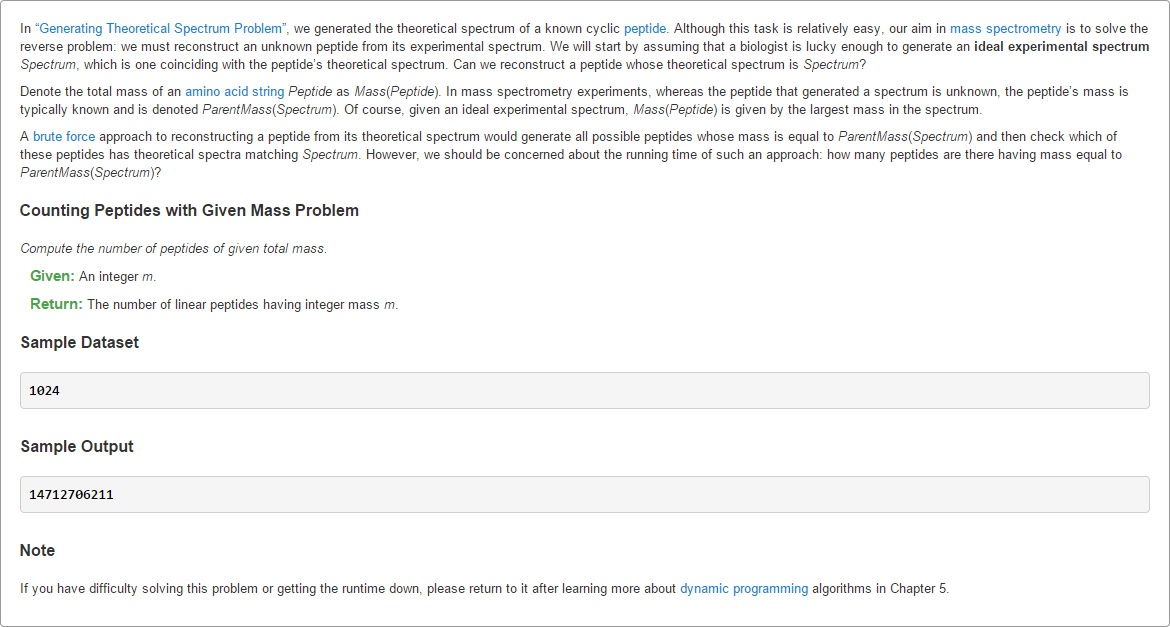 In “Generating Theoretical Spectrum Problem”, we generated the theoretical spectrum of a known cyclic peptide. Although this task is relatively easy, our aim in mass spectrometry is to solve the
reverse problem: we must reconstruct an unknown peptide from its experimental spectrum. We will start by assuming that a biologist is lucky enough to generate an ideal experimental spectrum
Spectrum, which is one coinciding with the peptide’s theoretical spectrum. Can we reconstruct a peptide whose theoretical spectrum is Spectrum?
Denote the total mass of an amino acid string Peptide as Mass(Peptide). In mass spectrometry experiments, whereas the peptide that generated a spectrum is unknown, the peptide’s mass is
typically known and is denoted ParentMass(Spectrum). Of course, given an ideal experimental spectrum, Mass(Peptide) is given by the largest mass in the spectrum.
A brute force approach to reconstructing a peptide from its theoretical spectrum would generate all possible peptides whose mass is equal to ParentMass(Spectrum) and then check which of
these peptides has theoretical spectra matching Spectrum. However, we should be concerned about the running time of such an approach: how many peptides are there having mass equal to
ParentMass(Spectrum)?
Counting Peptides with Given Mass Problem
Compute the number of peptides of given total mass.
Given: An integer m.
Return: The number of linear peptides having integer mass m.
Sample Dataset
1024
Sample Output
14712706211
Note
If you have difficulty solving this problem or getting the runtime down, please return to it after learning more about dynamic programming algorithms in Chapter 5.